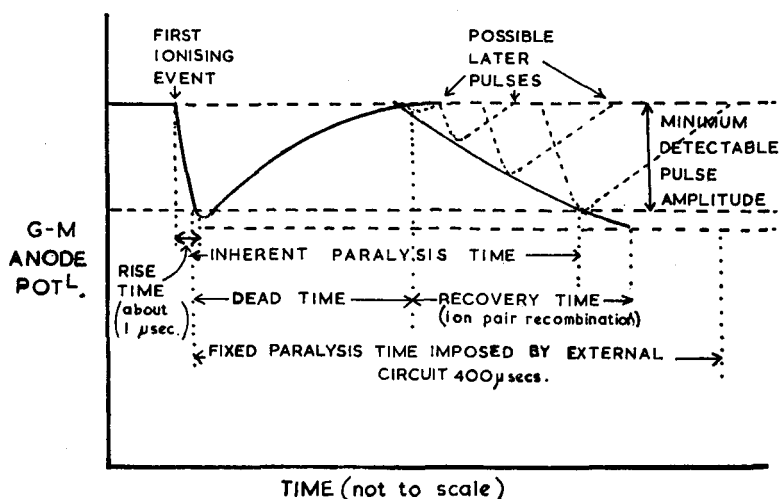 FIRST
IONISING
EVENT
POSSIBLE
LATER
PULSES
MINIMUM
DETECTABLE
PULSE
AMPLITUDE
G-M
ANODE
POTL.
RISE
TIME
(about
1 μsec.)
INHERENT PARALYSIS TIME
DEAD TIME
RECOVERY TIME
(ion pair recombination)
FIXED PARALYSIS TIME IMPOSED BY EXTERNAL
CIRCUIT 400μsecs.
TIME (not to scale)